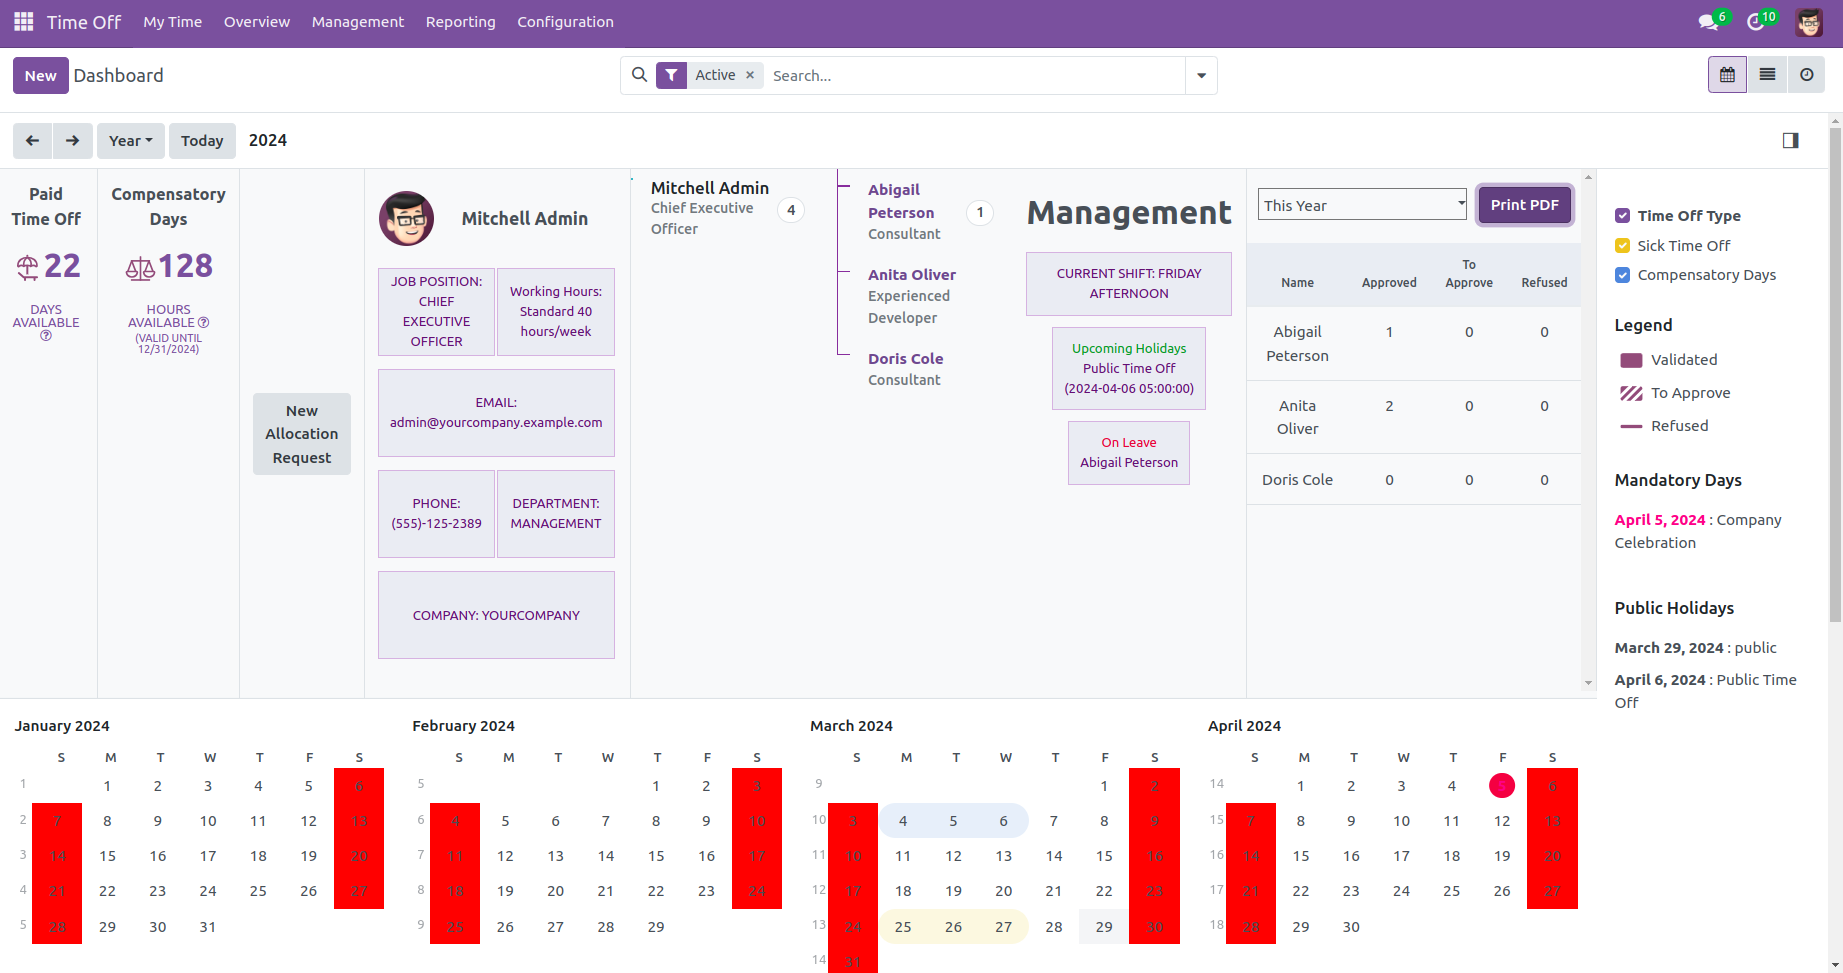 Time Off My Time Overview Management Reporting Configuration 6 10
New Dashboard Active × Search...
Year Today 2024
Paid
Time Off
22
DAYS
AVAILABLE
Compensatory
Days
128
HOURS
AVAILABLE
(VALID UNTIL
12/31/2024)
New
Allocation
Request
Mitchell Admin
JOB POSITION:
CHIEF
EXECUTIVE
OFFICER
Working Hours:
Standard 40
hours/week
EMAIL:
admin@yourcompany.example.com
PHONE:
(555)-125-2389
DEPARTMENT:
MANAGEMENT
COMPANY: YOURCOMPANY
Mitchell Admin
Chief Executive
Officer
4
Abigail
Peterson
Consultant
1
Anita Oliver
Experienced
Developer
Doris Cole
Consultant
Management
CURRENT SHIFT: FRIDAY
AFTERNOON
Upcoming Holidays
Public Time Off
(2024-04-06 05:00:00)
On Leave
Abigail Peterson
This Year Print PDF
Name Approved To Approve Refused
Abigail Peterson 1 0 0
Anita Oliver 2 0 0
Doris Cole 0 0 0
Time Off Type
Sick Time Off
Compensatory Days
Legend
Validated
To Approve
Refused
Mandatory Days
April 5, 2024 : Company
Celebration
Public Holidays
March 29, 2024 : public
April 6, 2024 : Public Time
Off
January 2024
S M T W T F S
1 1 2 3 4 5 6
2 7 8 9 10 11 12 13
3 14 15 16 17 18 19 20
4 21 22 23 24 25 26 27
5 28 29 30 31
February 2024
S M T W T F S
5 1 2 3
6 4 5 6 7 8 9 10
7 11 12 13 14 15 16 17
8 18 19 20 21 22 23 24
9 25 26 27 28 29
March 2024
S M T W T F S
9 1 2
10 3 4 5 6 7 8 9
11 10 11 12 13 14 15 16
12 17 18 19 20 21 22 23
13 24 25 26 27 28 29 30
14 31
April 2024
S M T W T F S
14 1 2 3 4 5 6
15 7 8 9 10 11 12 13
16 14 15 16 17 18 19 20
17 21 22 23 24 25 26 27
18 28 29 30